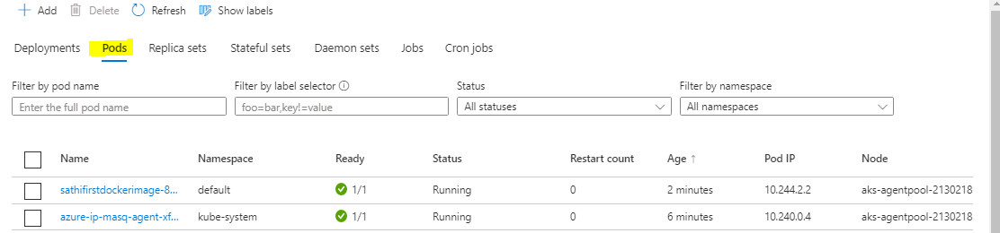 Add Delete Refresh Show labels
Deployments Pods Replica sets Stateful sets Daemon sets Jobs Cron jobs
Filter by pod name Filter by label selector Status Filter by namespace
Enter the full pod name foo=bar,key!=value All statuses All namespaces
Name Namespace Ready Status Restart count Age ↑ Pod IP Node
sathifirstdockerimage-8... default 1/1 Running 0 2 minutes 10.244.2.2 aks-agentpool-2130218
azure-ip-masq-agent-xf... kube-system 1/1 Running 0 6 minutes 10.240.0.4 aks-agentpool-2130218